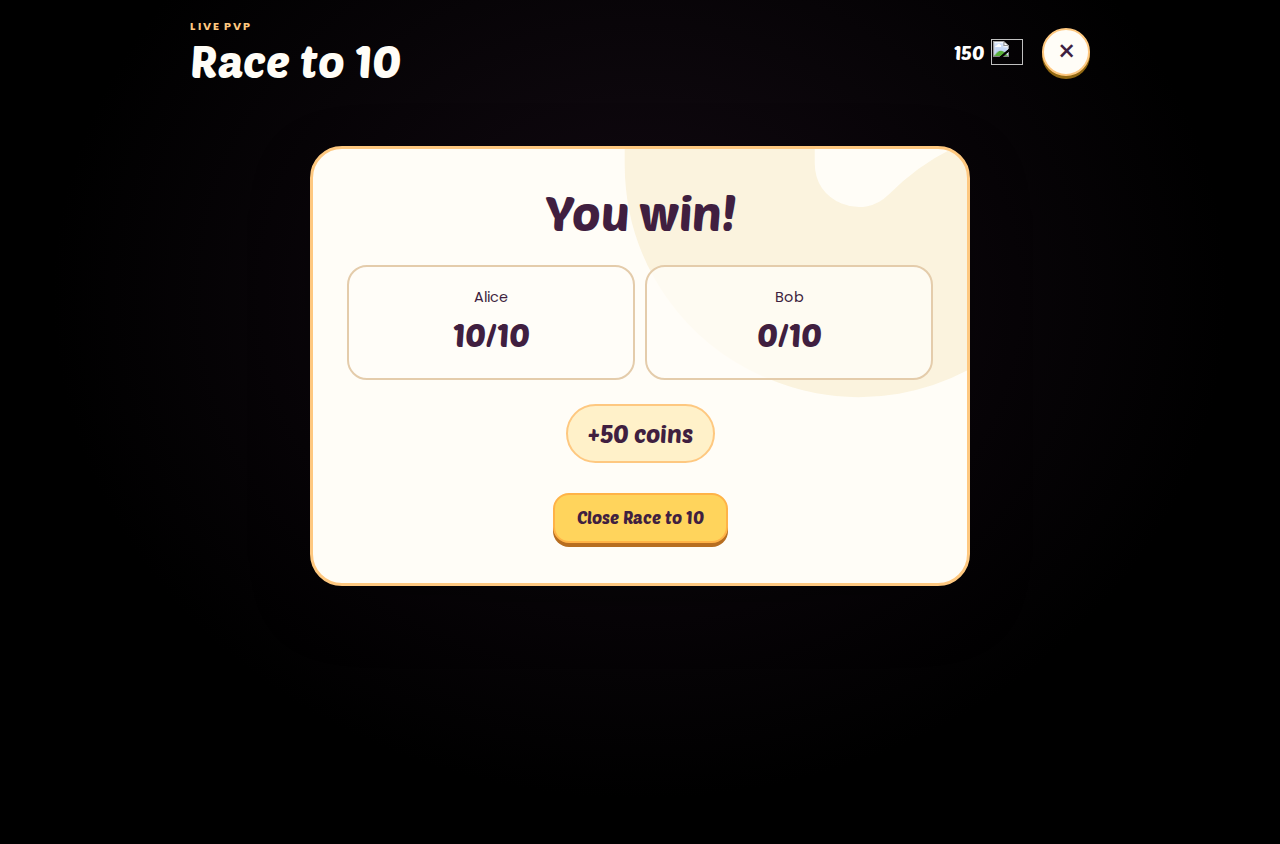 LIVE PVP
Race to 10
150
×
You win!
Alice
10/10
Bob
0/10
+50 coins
Close Race to 10